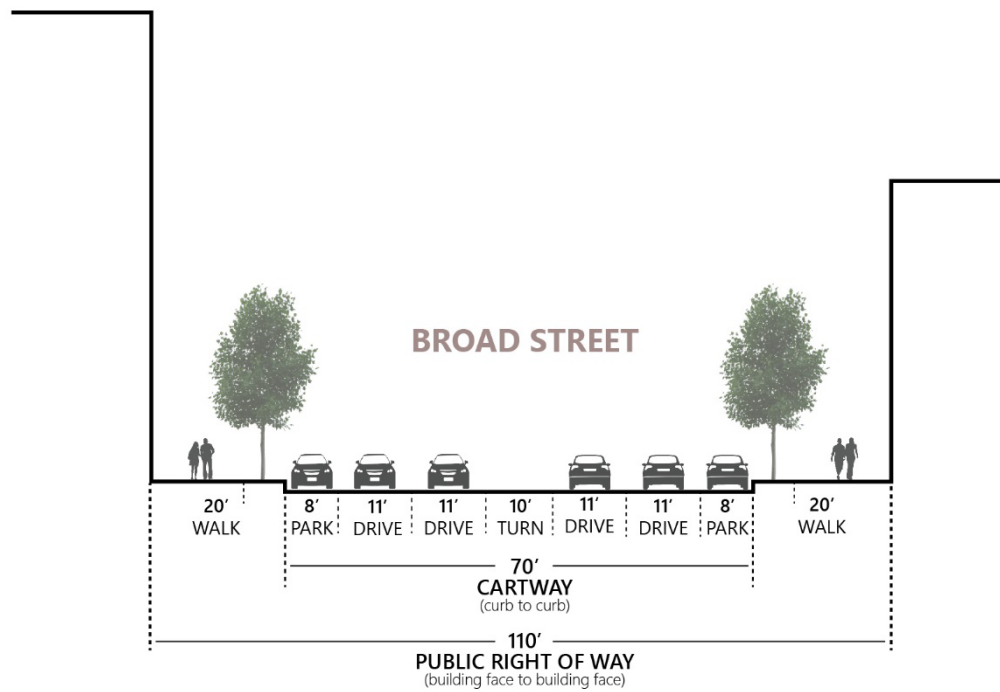 BROAD STREET
20' 8' 11' 11' 10' 11' 11' 8' 20'
WALK PARK DRIVE DRIVE TURN DRIVE DRIVE PARK WALK
70'
CARTWAY
(curb to curb)
110'
PUBLIC RIGHT OF WAY
(building face to building face)